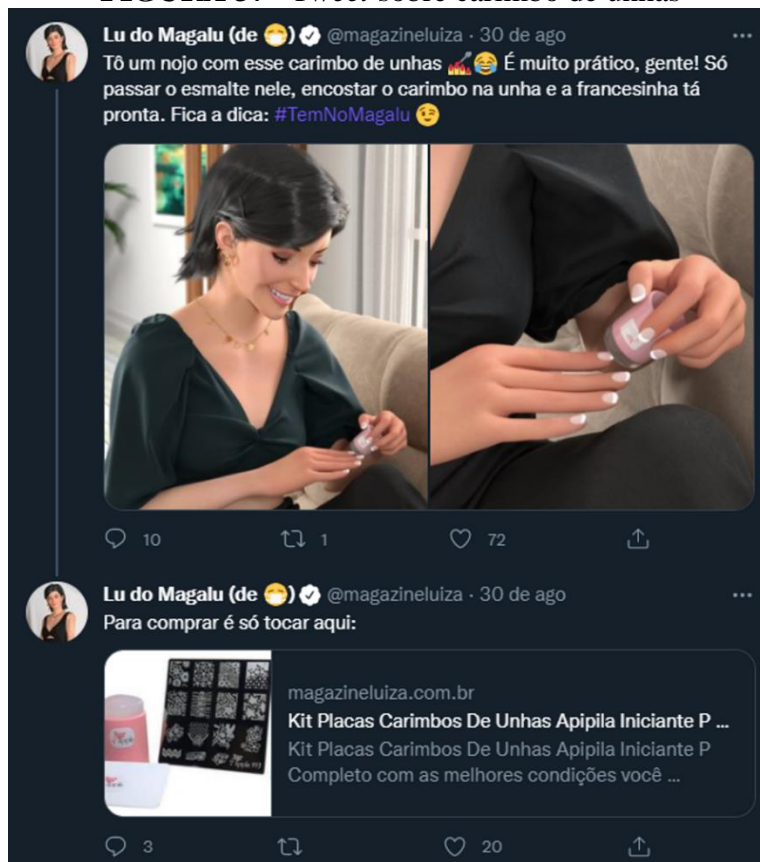 Lu do Magalu (de 😷) @magazineluiza · 30 de ago
Tô um nojo com esse carimbo de unhas 💅😂 É muito prático, gente! Só
passar o esmalte nele, encostar o carimbo na unha e a francesinha tá
pronta. Fica a dica: #TemNoMagalu 😉
10 1 72
Lu do Magalu (de 😷) @magazineluiza · 30 de ago
Para comprar é só tocar aqui:
magazineluiza.com.br
Kit Placas Carimbos De Unhas Apipila Iniciante P ...
Kit Placas Carimbos De Unhas Apipila Iniciante P
Completo com as melhores condições você ...
3 20